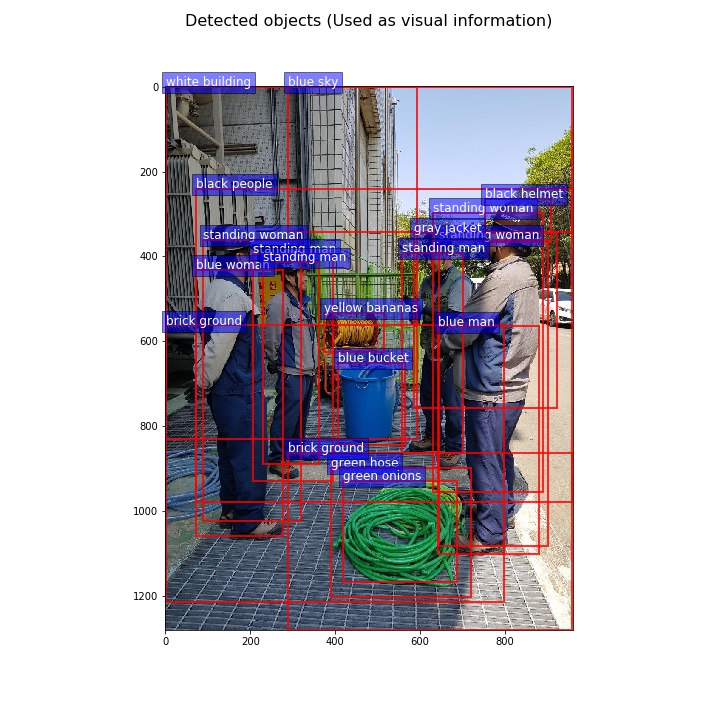 Detected objects (Used as visual information)
white building
blue sky
black people
black helmet
standing woman
gray jacket
standing woman
standing woman
standing man
standing man
standing man
blue woman
yellow bananas
brick ground
blue man
blue bucket
brick ground
green hose
green onions
0
200
400
600
800
1000
1200
0
200
400
600
800